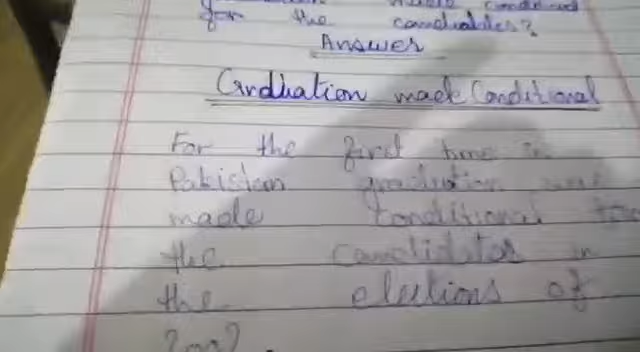 for the candidates?
Answer
Graduation made Conditional
For the first time in
Pakistan graduation was
made conditional for
the candidates in
the elections of
2002.